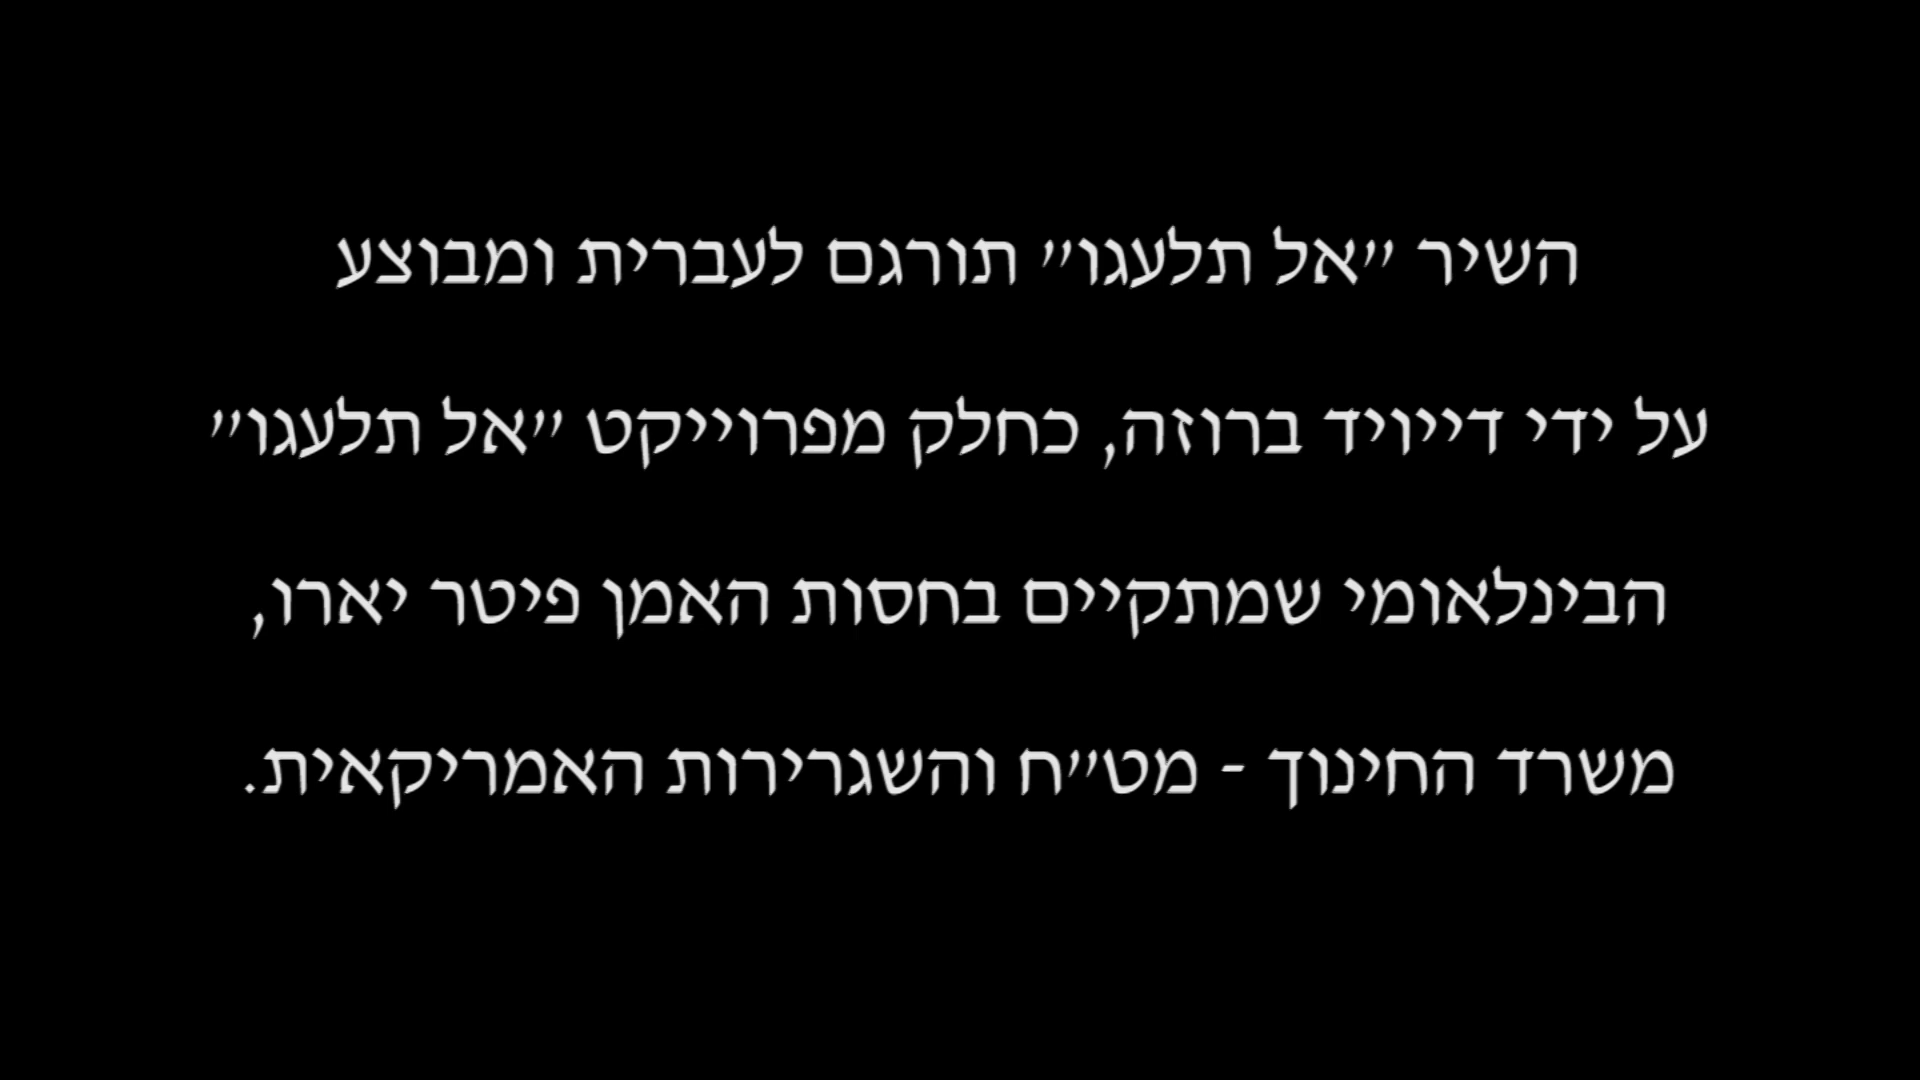 השיר ״אל תלעגו״ תורגם לעברית ומבוצע
על ידי דייויד ברוזה, כחלק מפרוייקט ״אל תלעגו״
הבינלאומי שמתקיים בחסות האמן פיטר יארו,
משרד החינוך - מט״ח והשגרירות האמריקאית.